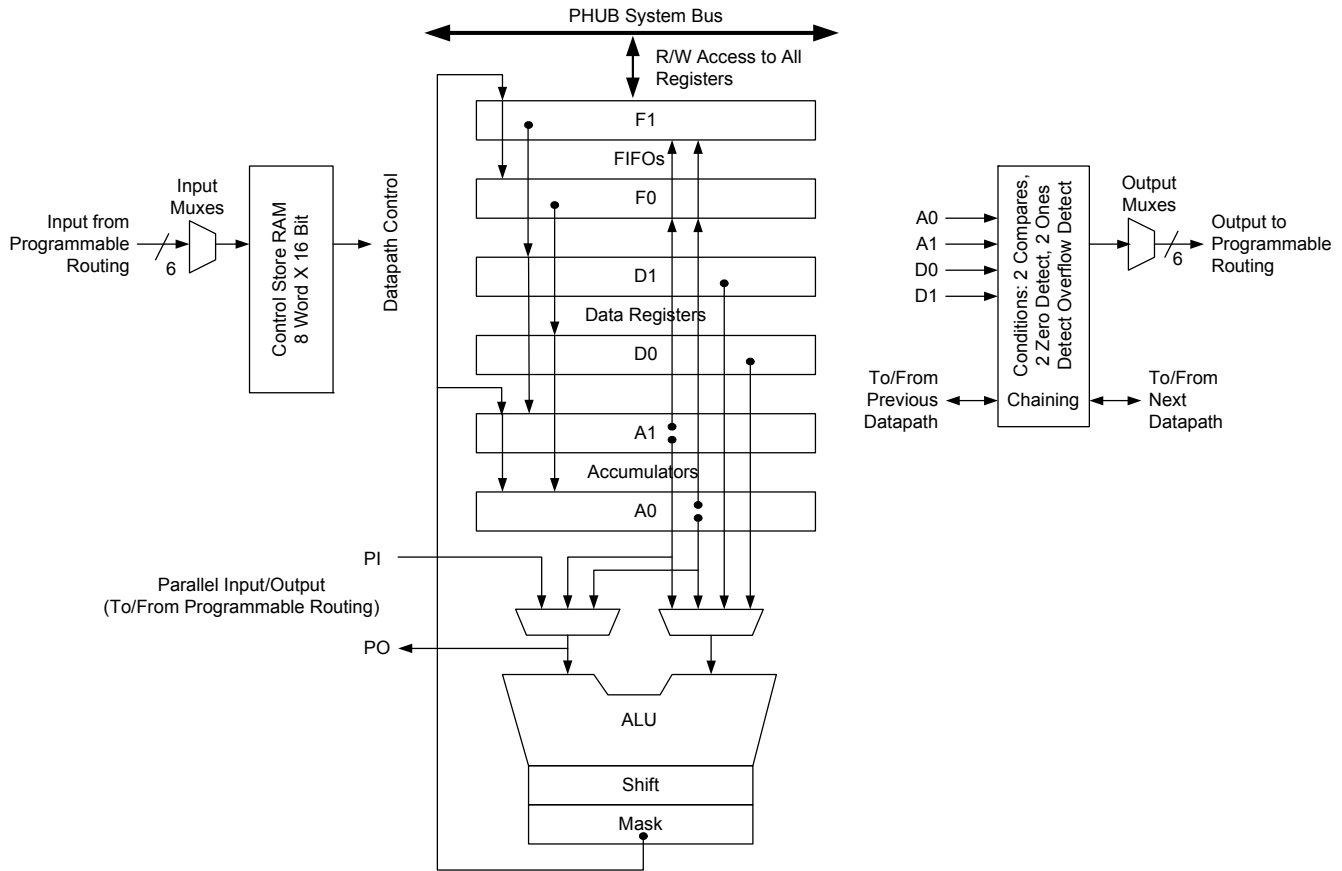 PHUB System Bus
R/W Access to All
Registers
F1
FIFOs
F0
D1
Data Registers
D0
A1
Accumulators
A0
Input from
Programmable
Routing
6
Input
Muxes
Control Store RAM
8 Word X 16 Bit
Datapath Control
PI
Parallel Input/Output
(To/From Programmable Routing)
PO
ALU
Shift
Mask
A0
A1
D0
D1
Conditions: 2 Compares,
2 Zero Detect, 2 Ones
Detect Overflow Detect
Output
Muxes
6
Output to
Programmable
Routing
To/From
Previous
Datapath
Chaining
To/From
Next
Datapath